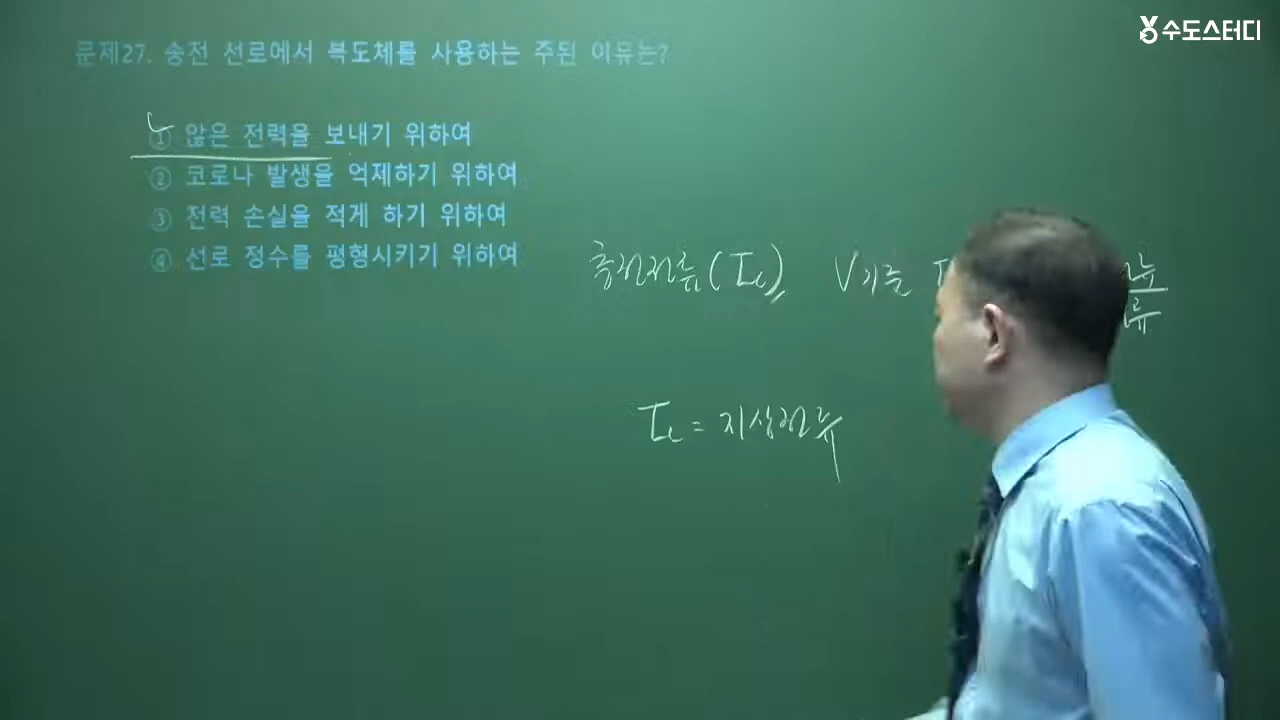 수도스터디
문제27. 송전 선로에서 복도체를 사용하는 주된 이유는?
① 많은 전력을 보내기 위하여
② 코로나 발생을 억제하기 위하여
③ 전력 손실을 적게 하기 위하여
④ 선로 정수를 평형시키기 위하여
충전전류(Ic) V기준
Ic = 지상전류